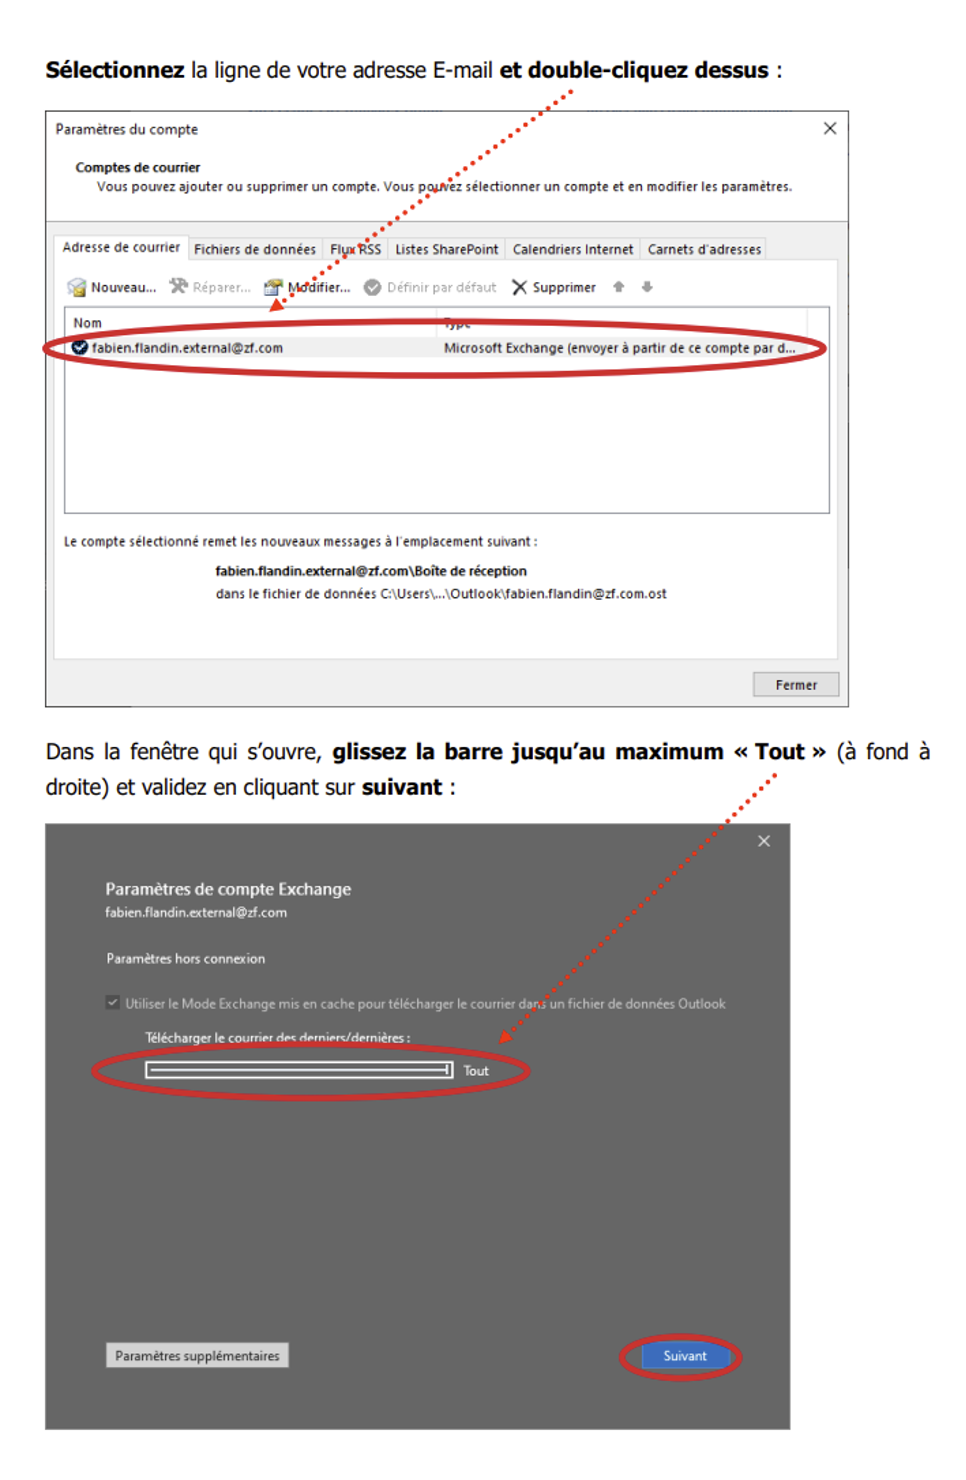 Sélectionnez la ligne de votre adresse E-mail et double-cliquez dessus :
Paramètres du compte
Comptes de courrier
Vous pouvez ajouter ou supprimer un compte. Vous pouvez sélectionner un compte et en modifier les paramètres.
Adresse de courrier Fichiers de données Flux RSS Listes SharePoint Calendriers Internet Carnets d'adresses
Nouveau... Réparer... Modifier... Définir par défaut Supprimer
Nom Type
fabien.flandin.external@zf.com Microsoft Exchange (envoyer à partir de ce compte par d...
Le compte sélectionné remet les nouveaux messages à l'emplacement suivant :
fabien.flandin.external@zf.com\Boîte de réception
dans le fichier de données C:\Users\...\Outlook\fabien.flandin@zf.com.ost
Fermer
Dans la fenêtre qui s'ouvre, glissez la barre jusqu'au maximum « Tout » (à fond à
droite) et validez en cliquant sur suivant :
Paramètres de compte Exchange
fabien.flandin.external@zf.com
Paramètres hors connexion
Utiliser le Mode Exchange mis en cache pour télécharger le courrier dans un fichier de données Outlook
Télécharger le courrier des derniers/dernières :
Tout
Paramètres supplémentaires Suivant